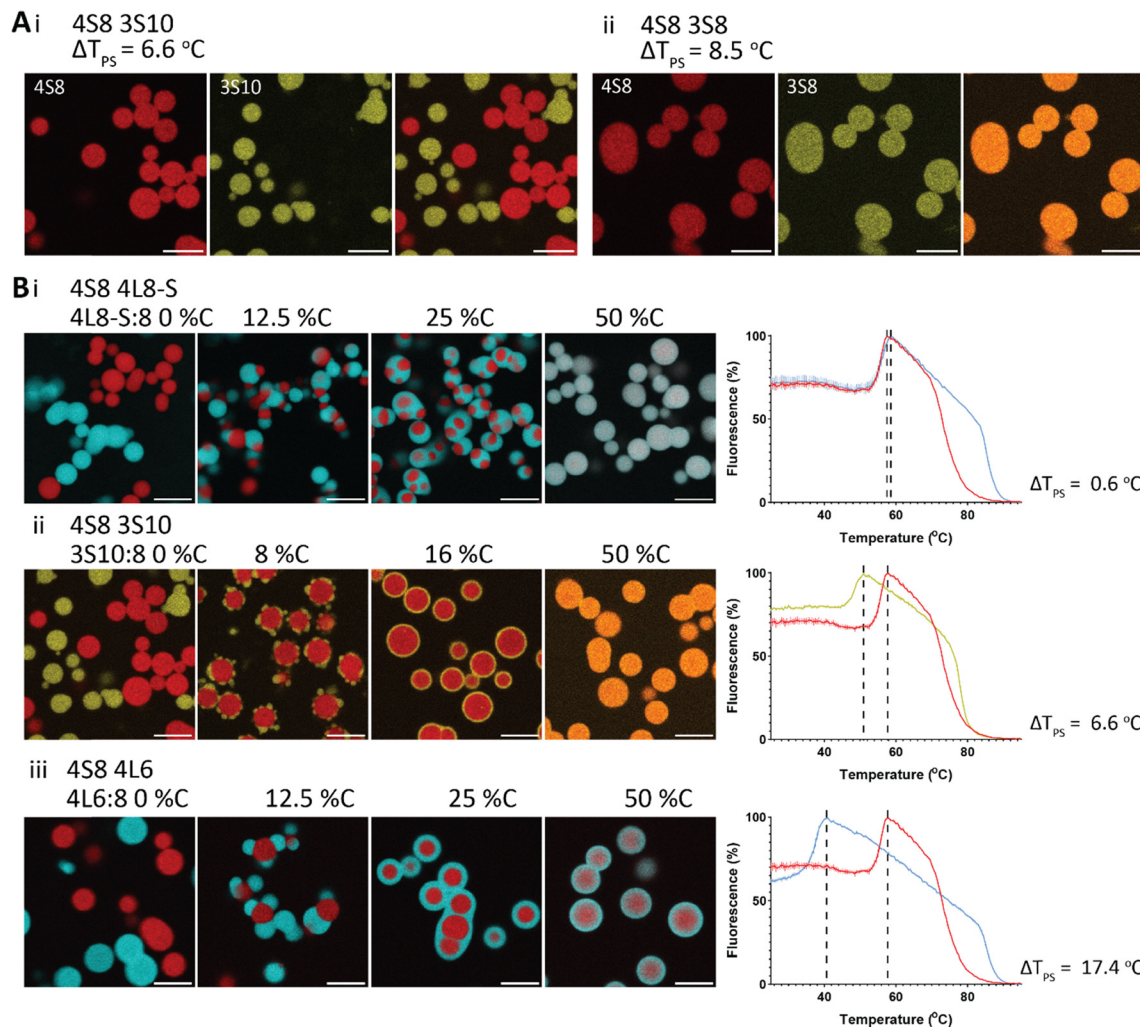 A i 4S8 3S10
ΔT_PS = 6.6 °C
4S8 3S10
ii 4S8 3S8
ΔT_PS = 8.5 °C
4S8 3S8
B i 4S8 4L8-S
4L8-S:8 0 %C 12.5 %C 25 %C 50 %C
100
50
0
40 60 80
Fluorescence (%)
Temperature (°C)
ΔT_PS = 0.6 °C
ii 4S8 3S10
3S10:8 0 %C 8 %C 16 %C 50 %C
100
50
0
40 60 80
Fluorescence (%)
Temperature (°C)
ΔT_PS = 6.6 °C
iii 4S8 4L6
4L6:8 0 %C 12.5 %C 25 %C 50 %C
100
50
0
40 60 80
Fluorescence (%)
Temperature (°C)
ΔT_PS = 17.4 °C